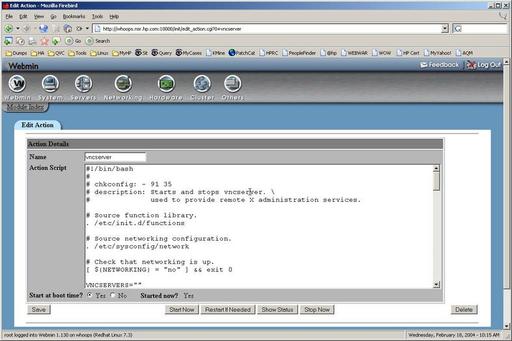 Edit Action - Mozilla Firebird
File Edit View Go Bookmarks Tools Help
http://whoops.nsr.hp.com:10000/init/edit_action.cgi?0+vncserver
Links HA QVC Tools Linux MyHP SI Query MyCases KMine PatchCat HPRC PeopleFinder @hp WEBWAR WOW HP Cert MyYahoo! AQM
Webmin Feedback Log Out
Webmin System Servers Networking Hardware Cluster Others
Module Index
Edit Action
Action Details
Name vncserver
Action Script #!/bin/bash
#
# chkconfig: - 91 35
# description: Starts and stops vncserver. \
# used to provide remote X administration services.
# Source function library.
. /etc/init.d/functions
# Source networking configuration.
. /etc/sysconfig/network
# Check that networking is up.
[ ${NETWORKING} = "no" ] && exit 0
VNCSERVERS=""
Start at boot time? Yes No Started now? Yes
Save Start Now Restart If Needed Show Status Stop Now Delete
root logged into Webmin 1.130 on whoops (Redhat Linux 7.3) Wednesday, February 18, 2004 - 10:15 AM